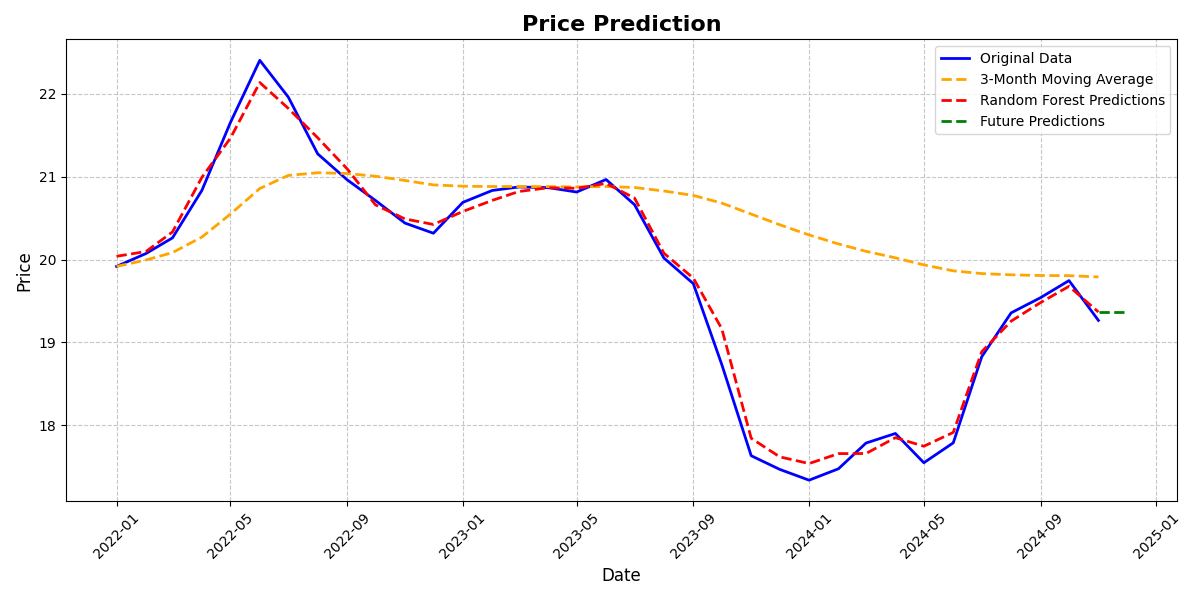 Price Prediction
Original Data
3-Month Moving Average
Random Forest Predictions
Future Predictions
Price
22
21
20
19
18
2022-01
2022-05
2022-09
2023-01
2023-05
2023-09
2024-01
2024-05
2024-09
2025-01
Date